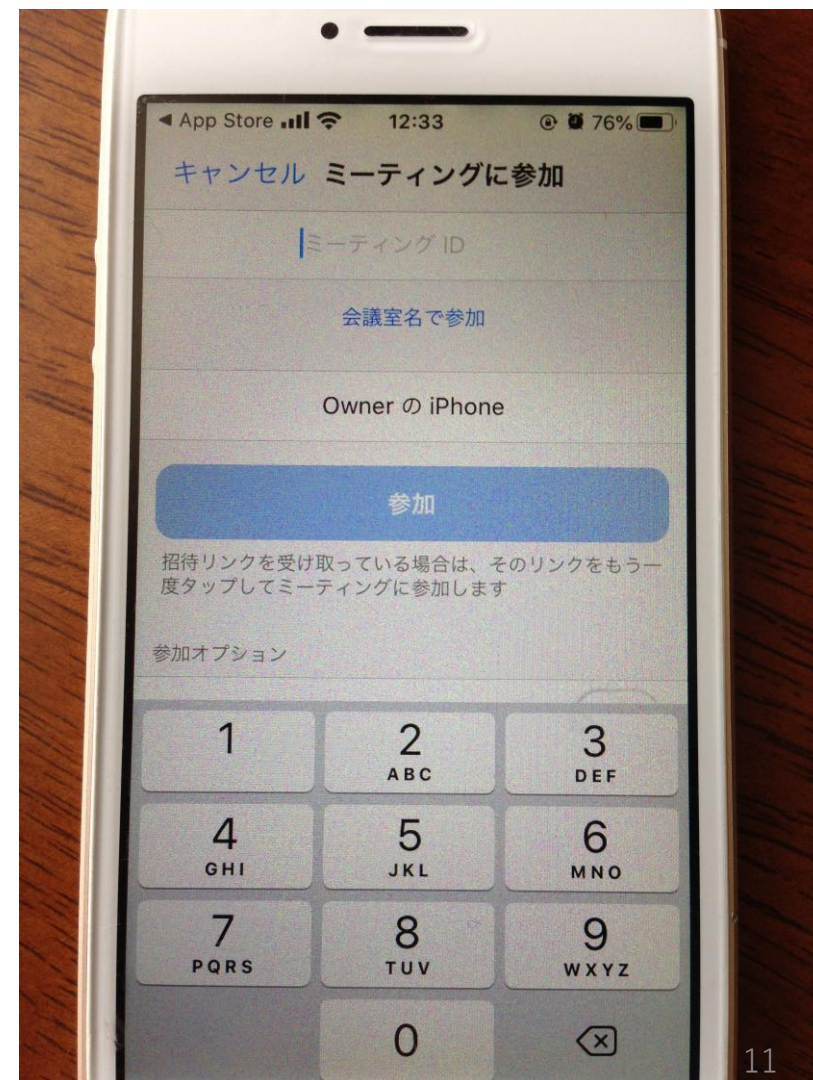 ◀ App Store 12:33 76%
キャンセル ミーティングに参加
ミーティング ID
会議室名で参加
Owner の iPhone
参加
招待リンクを受け取っている場合は、そのリンクをもう一
度タップしてミーティングに参加します
参加オプション
1 2 3
ABC DEF
4 5 6
GHI JKL MNO
7 8 9
PQRS TUV WXYZ
0
11